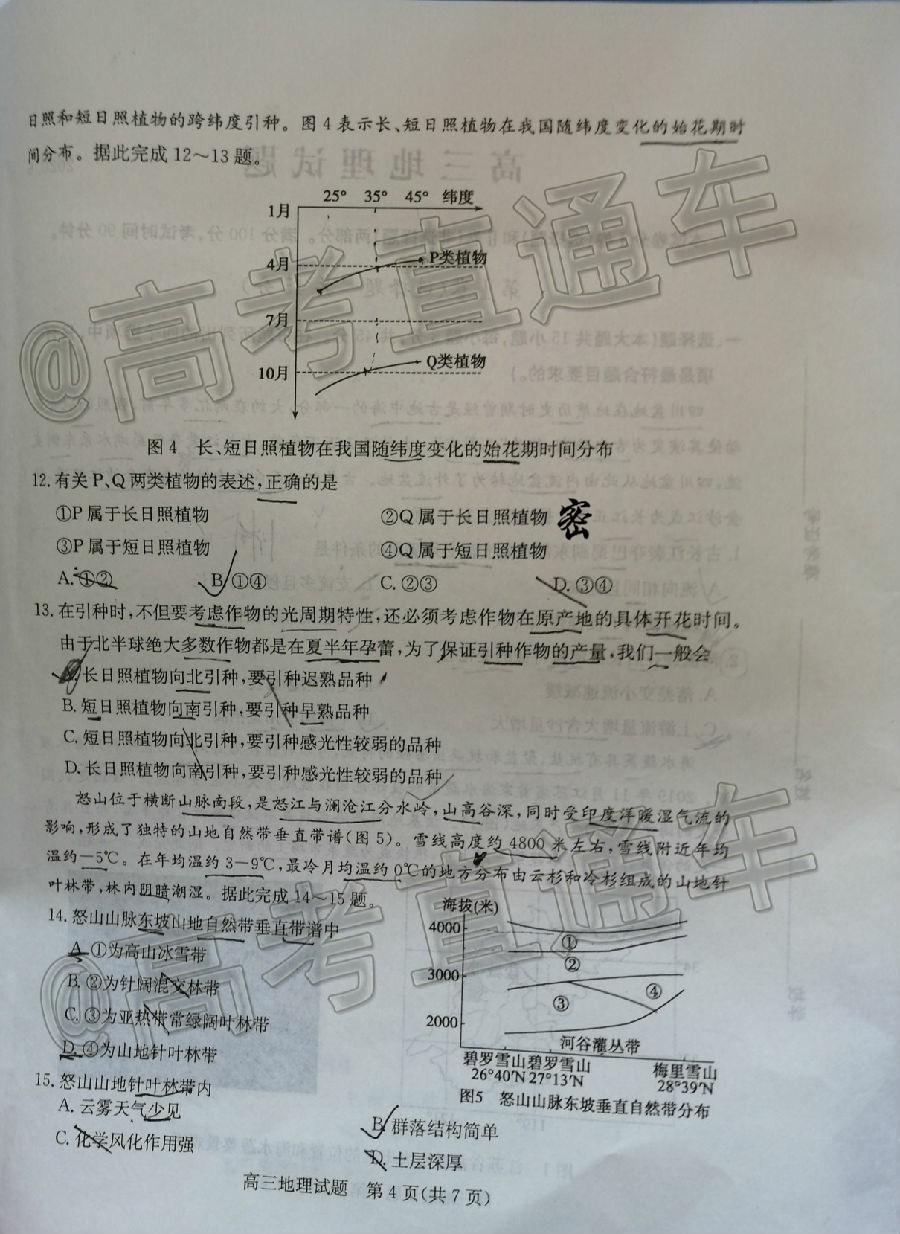 日照和短日照植物的跨纬度引种。图4表示长、短日照植物在我国随纬度变化的始花期时
间分布。据此完成12～13题。
25° 35° 45° 纬度
1月
4月
P类植物
7月
Q类植物
10月
图4 长、短日照植物在我国随纬度变化的始花期时间分布
12.有关P、Q两类植物的表述,正确的是
①P属于长日照植物 ②Q属于长日照植物
③P属于短日照植物 ④Q属于短日照植物
A.①② B.①④ C.②③ D.③④
密
13.在引种时,不但要考虑作物的光周期特性,还必须考虑作物在原产地的具体开花时间。
由于北半球绝大多数作物都是在夏半年孕蕾,为了保证引种作物的产量,我们一般会
长日照植物向北引种,要引种迟熟品种
B.短日照植物向南引种,要引种早熟品种
C.短日照植物向北引种,要引种感光性较弱的品种
D.长日照植物向南引种,要引种感光性较弱的品种
怒山位于横断山脉南段,是怒江与澜沧江分水岭,山高谷深,同时受印度洋暖湿气流的
影响,形成了独特的山地自然带垂直带谱(图5)。雪线高度约4800米左右,雪线附近年均
温约-5℃。在年均温约3-9℃,最冷月均温约0℃的地方分布由云杉和冷杉组成的山地针
叶林带,林内阴暗潮湿。据此完成14～15题。
14.怒山山脉东坡山地自然带垂直带谱中
A.①为高山冰雪带
B.②为针阔混交林带
C.③为亚热带常绿阔叶林带
D.④为山地针叶林带
海拔(米)
4000
3000
2000
①
②
③
④
河谷灌丛带
碧罗雪山 碧罗雪山 梅里雪山
26°40′N 27°13′N 28°39′N
图5 怒山山脉东坡垂直自然带分布
15.怒山山地针叶林带内
A.云雾天气少见 B.群落结构简单
C.化学风化作用强 D.土层深厚
高三地理试题 第4页(共7页)
@高考直通车
@高考直通车